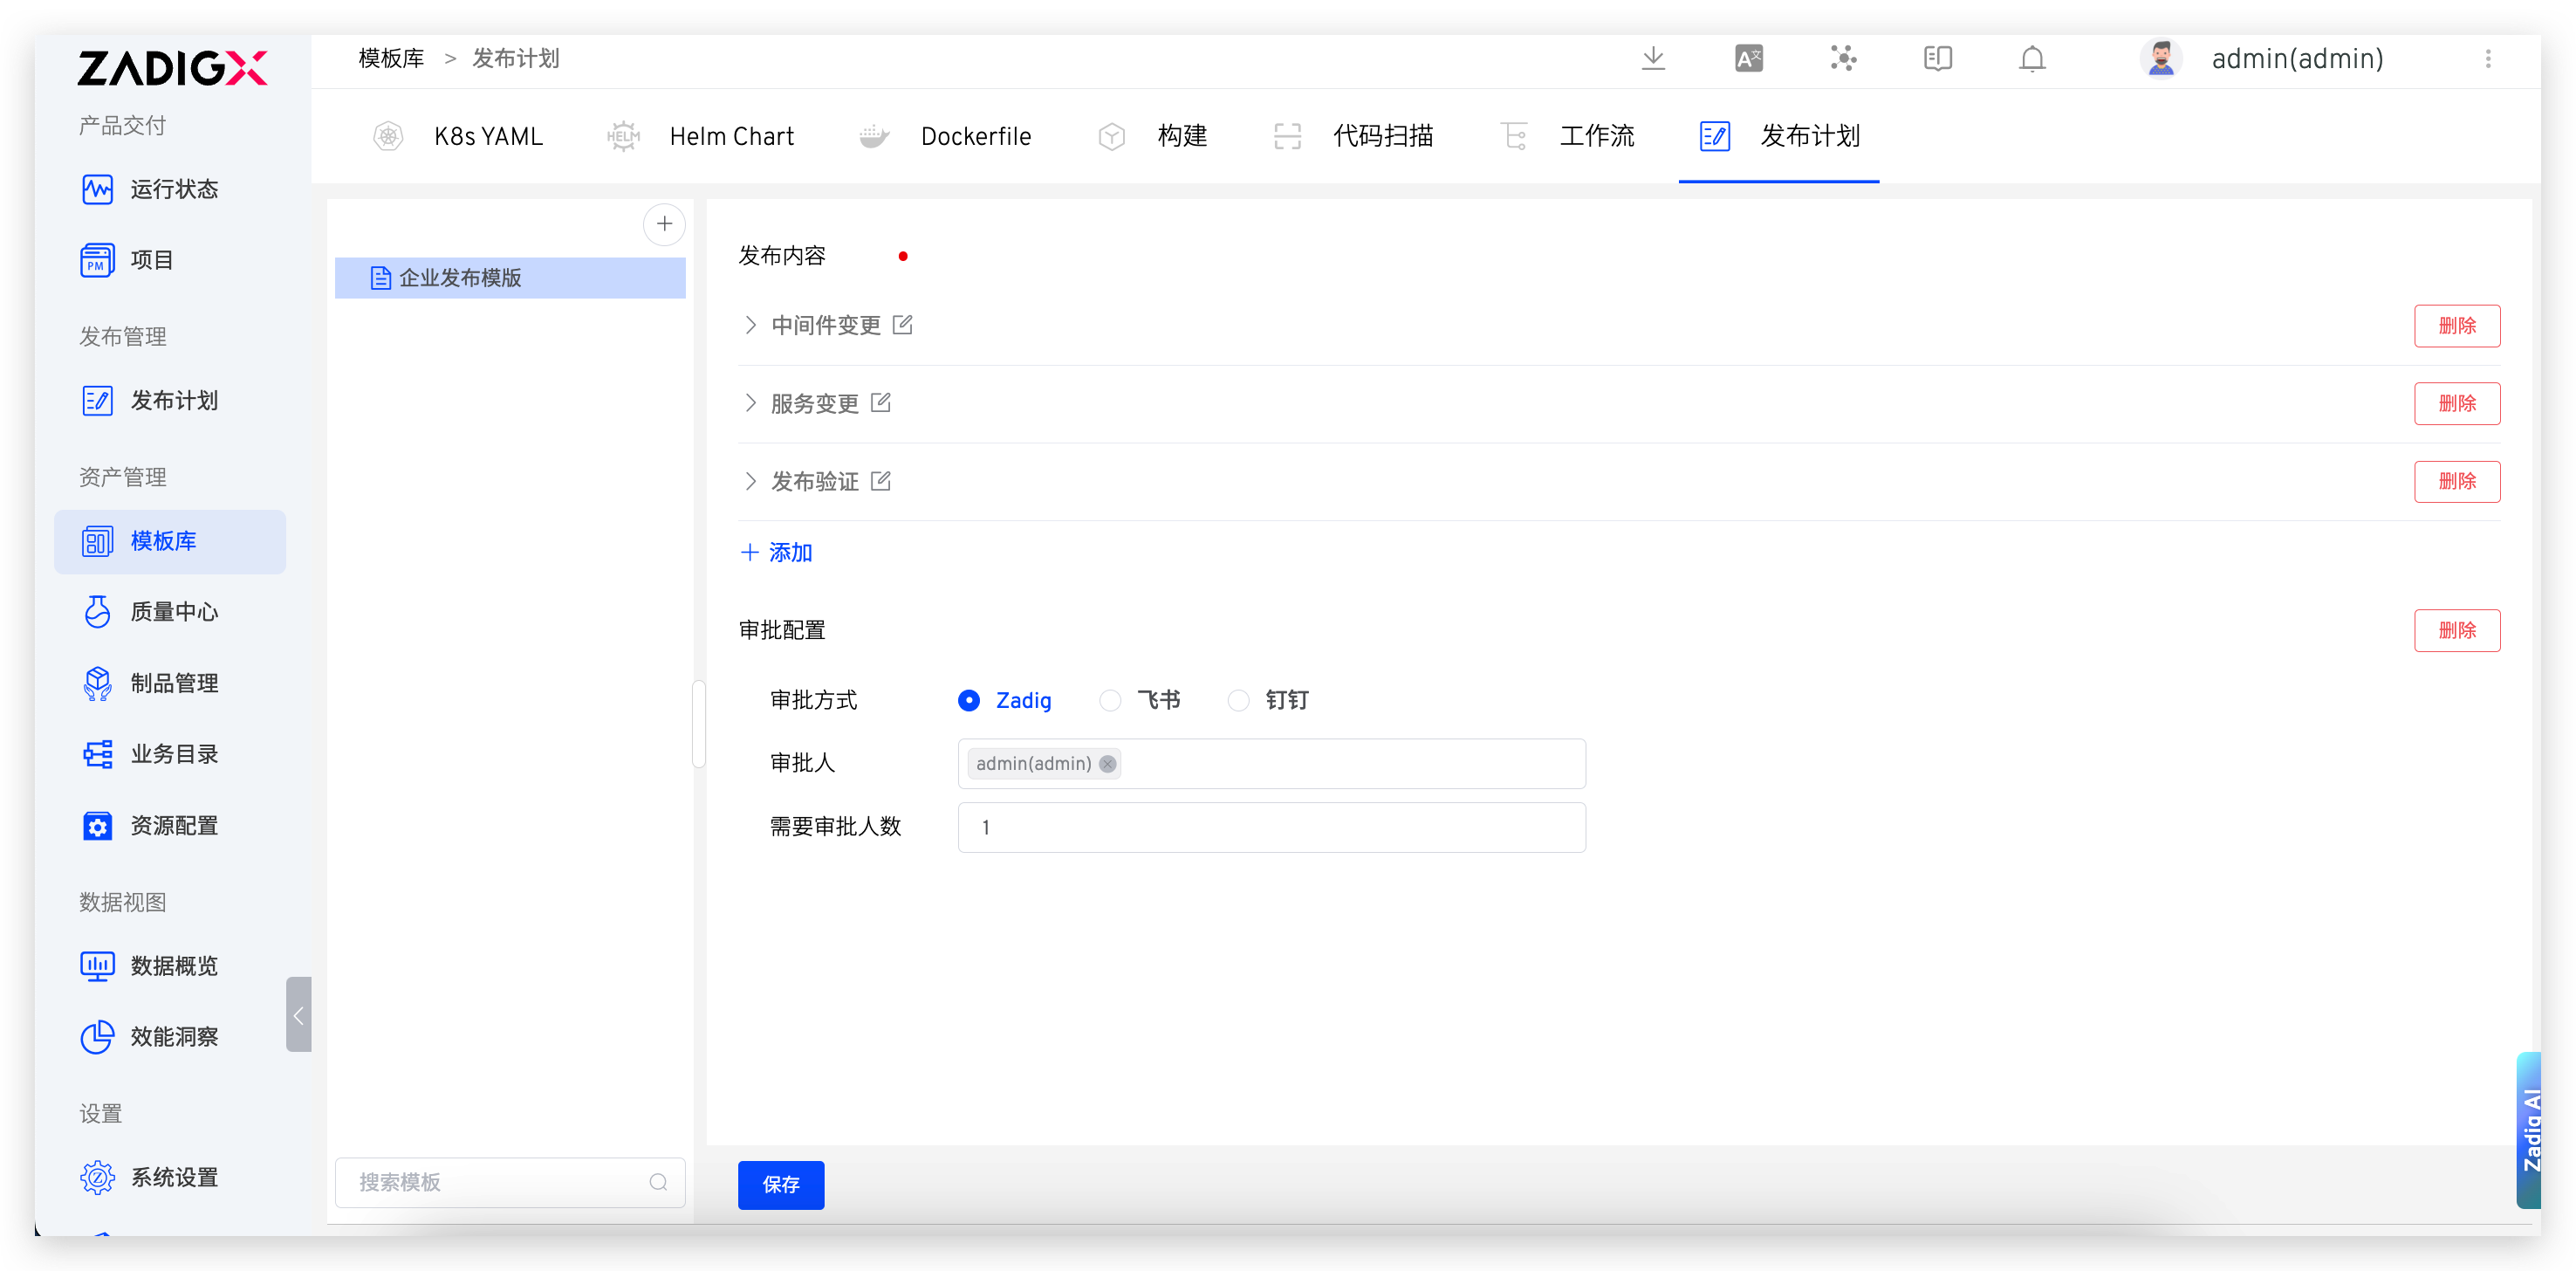 ZADIGX
产品交付
运行状态
PM
项目
发布管理
发布计划
资产管理
模板库
质量中心
制品管理
业务目录
资源配置
数据视图
数据概览
效能洞察
设置
系统设置
模板库 > 发布计划
admin(admin)
K8s YAML HELM Helm Chart Dockerfile 构建 代码扫描 工作流 发布计划
企业发布模版
搜索模板
发布内容
中间件变更 删除
服务变更 删除
发布验证 删除
+ 添加
审批配置 删除
审批方式 Zadig 飞书 钉钉
审批人 admin(admin)
需要审批人数 1
保存
Zadig AI